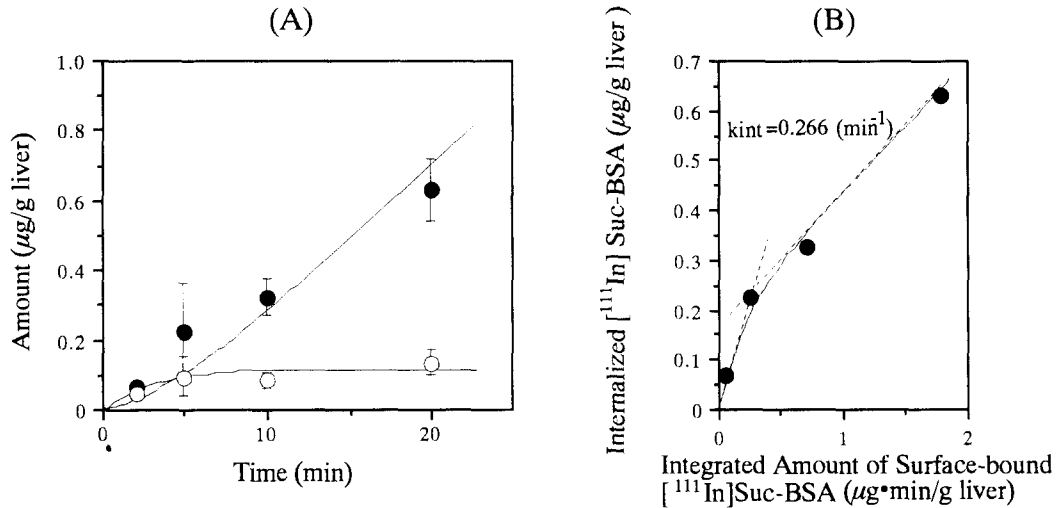 (A)
1.0
0.8
0.6
0.4
0.2
0
0
10
20
Amount (μg/g liver)
Time (min)
(B)
0.7
0.6
0.5
0.4
0.3
0.2
0.1
0
0
1
2
kint=0.266 (min⁻¹)
Internalized [¹¹¹In] Suc-BSA (μg/g liver)
Integrated Amount of Surface-bound
[¹¹¹In]Suc-BSA (μg•min/g liver)